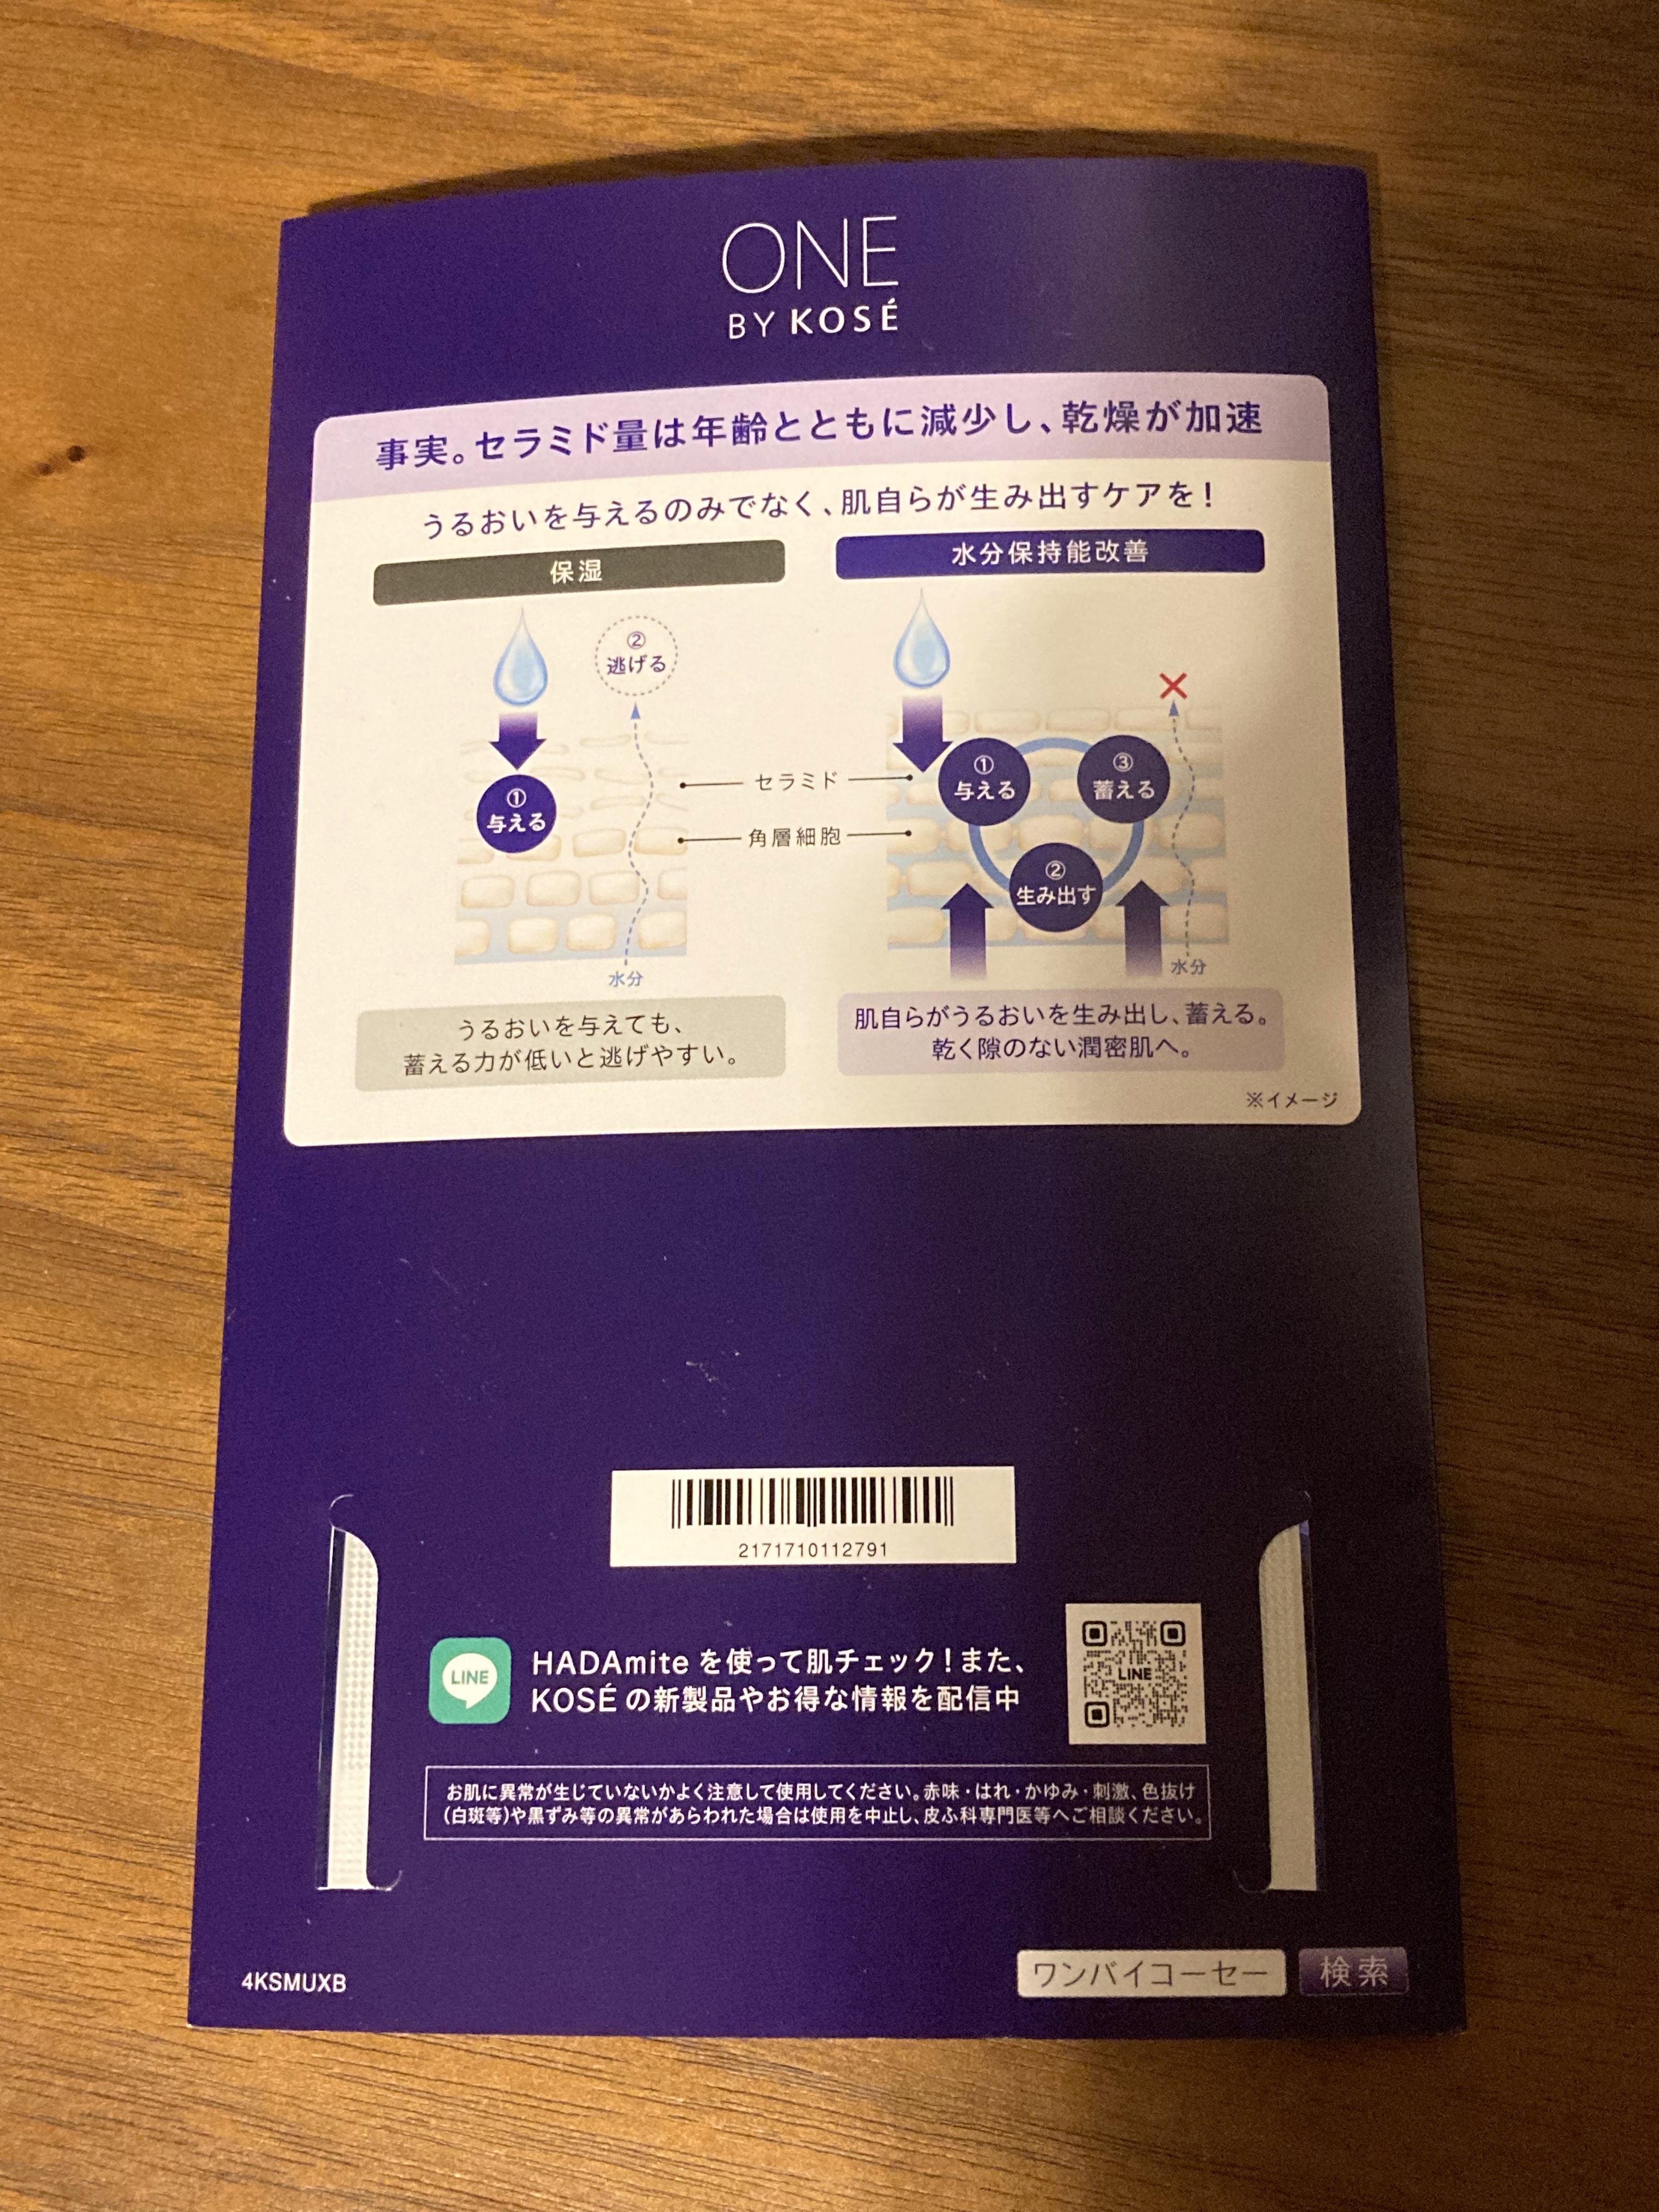 ONE
BY KOSÉ
事実。セラミド量は年齢とともに減少し、乾燥が加速
うるおいを与えるのみでなく、肌自らが生み出すケアを！
保湿
②
逃げる
①
与える
水分
うるおいを与えても、
蓄える力が低いと逃げやすい。
セラミド
角層細胞
水分保持能改善
①
与える
③
蓄える
②
生み出す
水分
肌自らがうるおいを生み出し、蓄える。
乾く隙のない潤密肌へ。
※イメージ
2171710112791
LINE
HADAmite を使って肌チェック！また、
KOSÉ の新製品やお得な情報を配信中
LINE
お肌に異常が生じていないかよく注意して使用してください。赤味・はれ・かゆみ・刺激、色抜け
(白斑等)や黒ずみ等の異常があらわれた場合は使用を中止し、皮ふ科専門医等へご相談ください。
4KSMUXB
ワンバイコーセー 検索